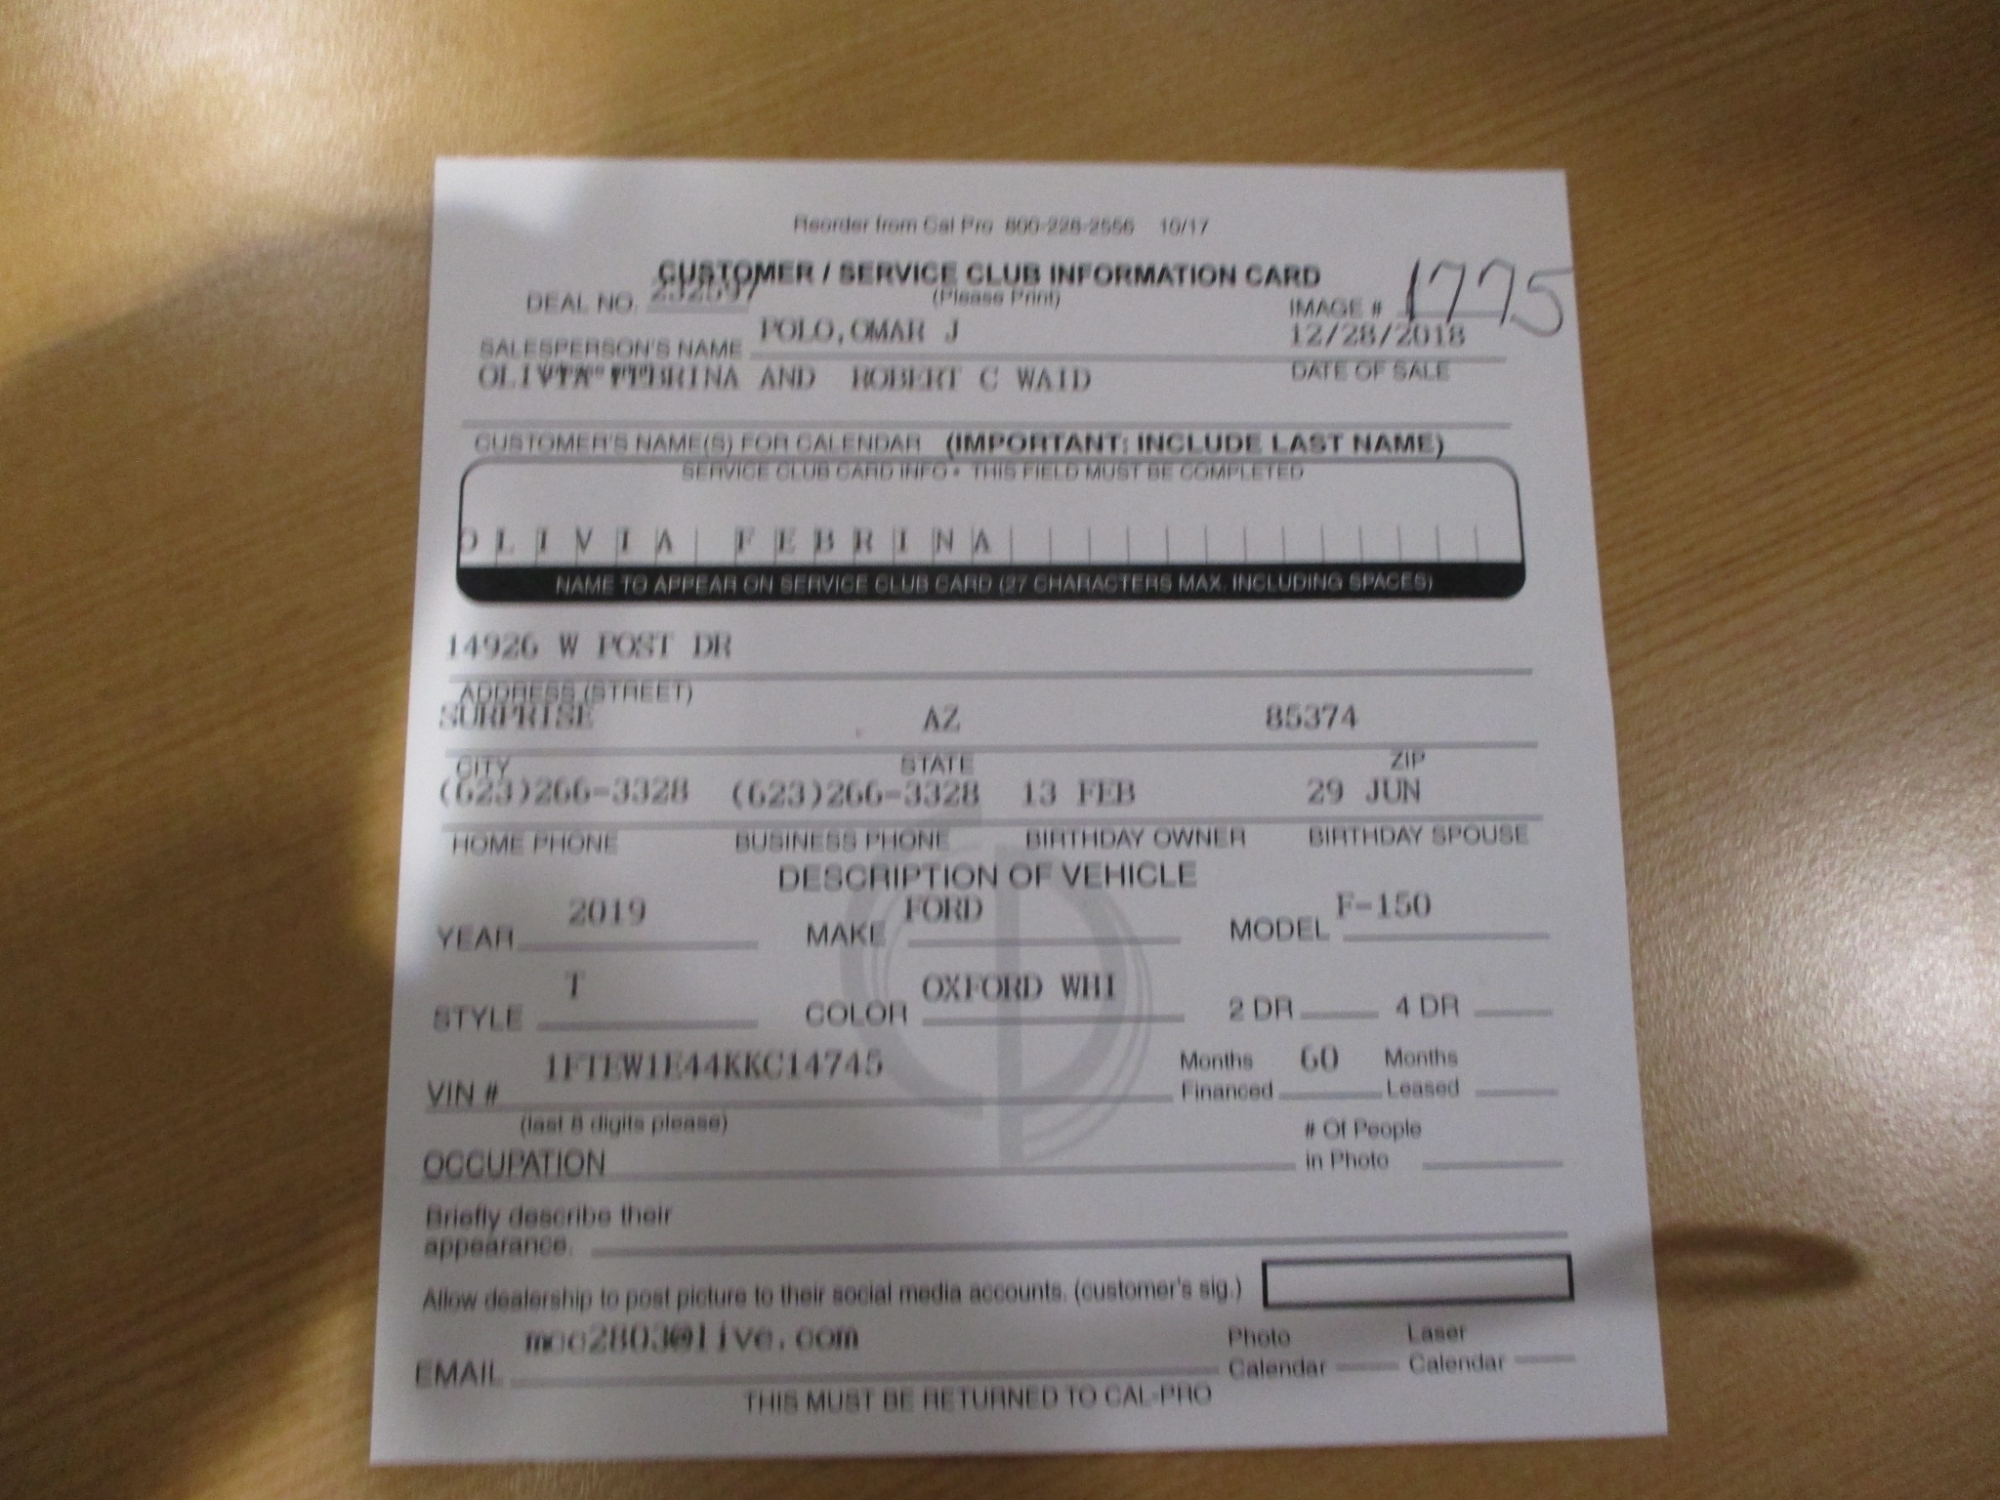 Reorder from Cal Pro 800-228-2556 10/17
CUSTOMER / SERVICE CLUB INFORMATION CARD
(Please Print)
DEAL NO. 232697 IMAGE # 1775
SALESPERSON'S NAME POLO,OMAR J 12/28/2018
OLIVIA FEBRINA AND ROBERT C WAID DATE OF SALE
CUSTOMER'S NAME(S) FOR CALENDAR (IMPORTANT: INCLUDE LAST NAME)
SERVICE CLUB CARD INFO • THIS FIELD MUST BE COMPLETED
OLIVIA FEBRINA
NAME TO APPEAR ON SERVICE CLUB CARD (27 CHARACTERS MAX. INCLUDING SPACES)
14926 W POST DR
ADDRESS (STREET)
SURPRISE AZ 85374
CITY STATE ZIP
(623)266-3328 (623)266-3328 13 FEB 29 JUN
HOME PHONE BUSINESS PHONE BIRTHDAY OWNER BIRTHDAY SPOUSE
DESCRIPTION OF VEHICLE
YEAR 2019 MAKE FORD MODEL F-150
STYLE T COLOR OXFORD WHI 2 DR 4 DR
VIN # 1FTEW1E44KKC14745 Months Financed 60 Months Leased
(last 8 digits please)
OCCUPATION # Of People in Photo
Briefly describe their
appearance.
Allow dealership to post picture to their social media accounts. (customer's sig.)
EMAIL Photo Calendar Laser Calendar
THIS MUST BE RETURNED TO CAL-PRO